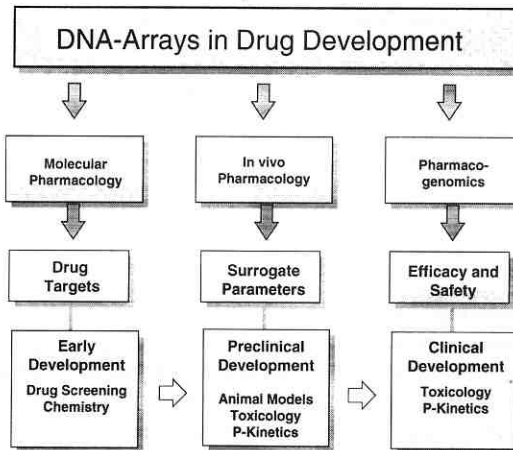 DNA-Arrays in Drug Development
Molecular
Pharmacology
In vivo
Pharmacology
Pharmaco-
genomics
Drug
Targets
Surrogate
Parameters
Efficacy and
Safety
Early
Development
Drug Screening
Chemistry
Preclinical
Development
Animal Models
Toxicology
P-Kinetics
Clinical
Development
Toxicology
P-Kinetics